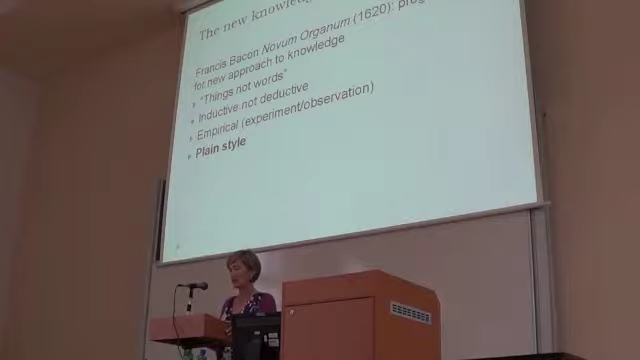 The new knowledg
Francis Bacon Novum Organum (1620): prog
for new approach to knowledge
"Things not words"
Inductive not deductive
Empirical (experiment/observation)
Plain style